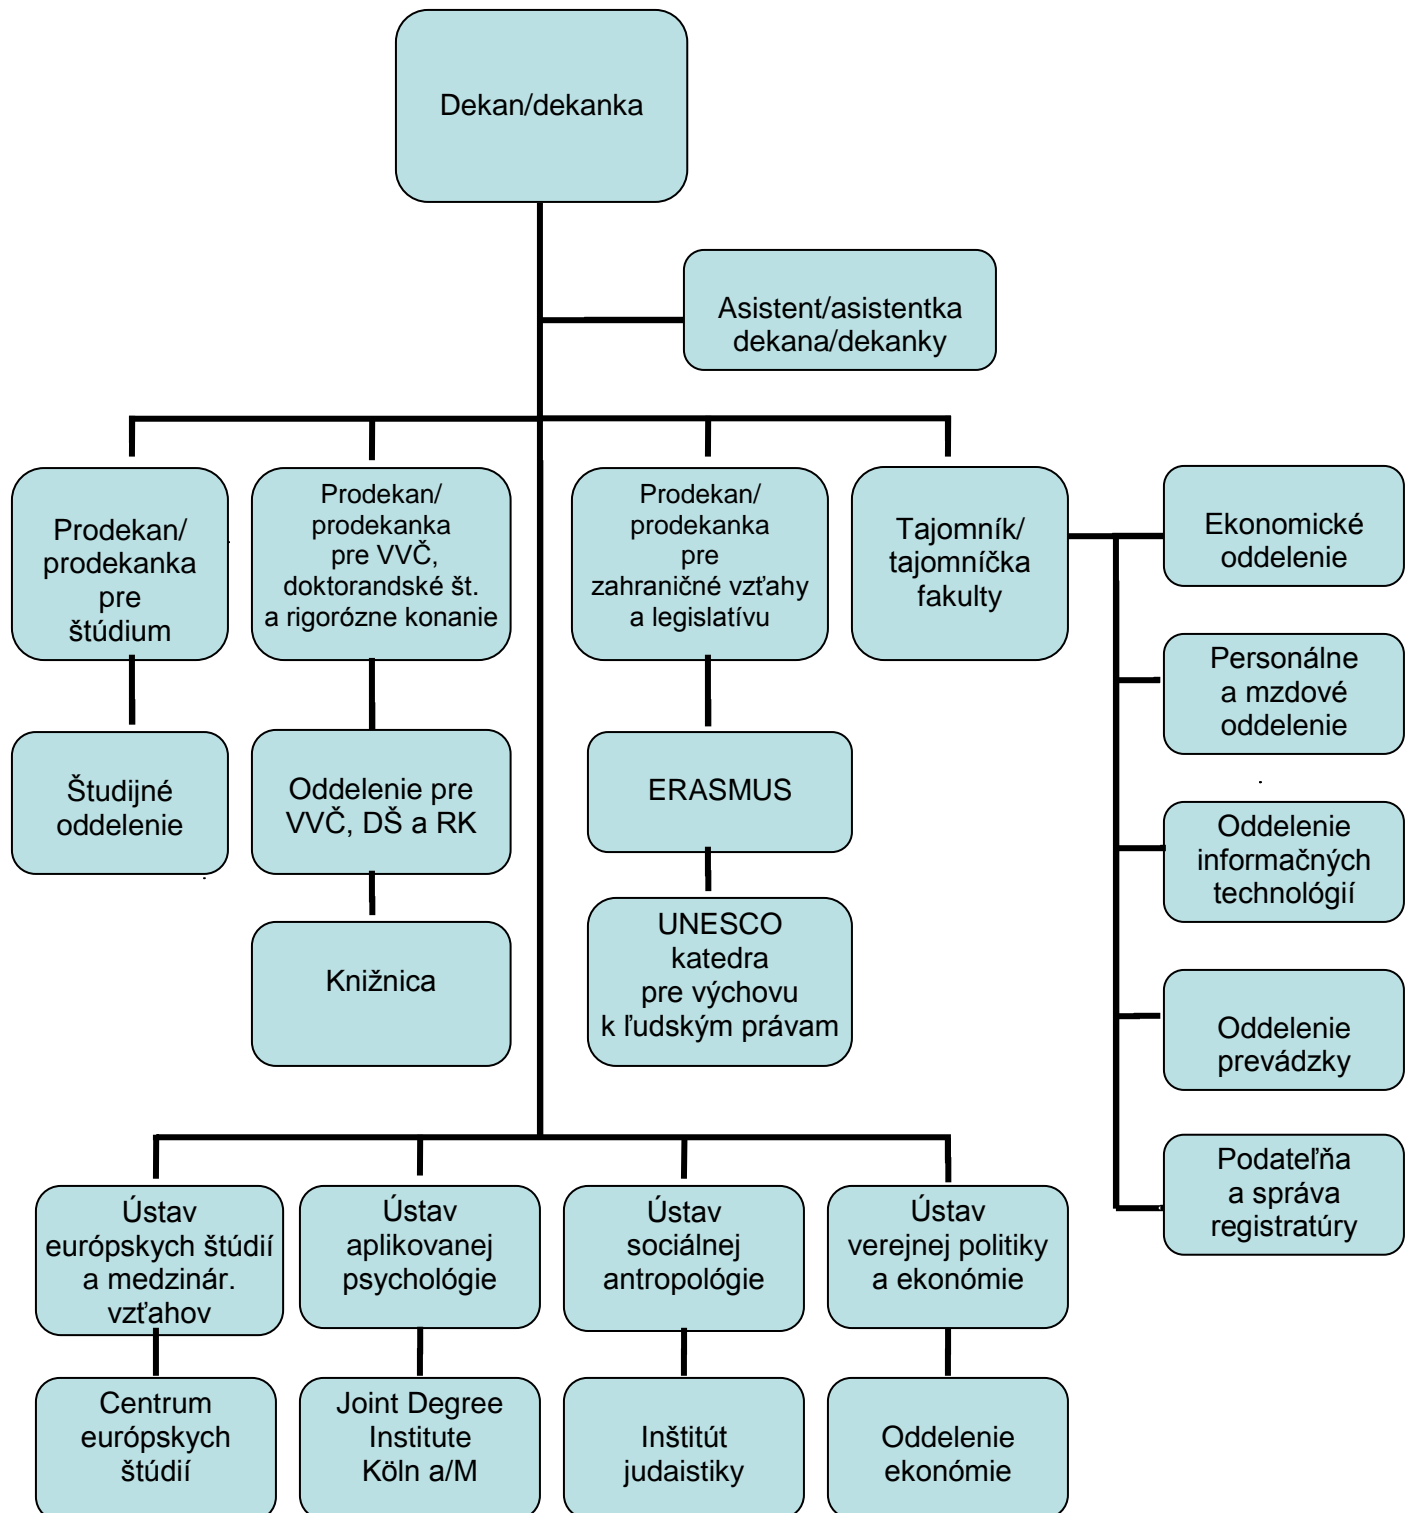 Dekan/dekanka
Asistent/asistentka
dekana/dekanky
Prodekan/
prodekanka
pre
štúdium
Prodekan/
prodekanka
pre VVČ,
doktorandské št.
a rigorózne konanie
Prodekan/
prodekanka
pre
zahraničné vzťahy
a legislatívu
Tajomník/
tajomníčka
fakulty
Ekonomické
oddelenie
Personálne
a mzdové
oddelenie
Študijné
oddelenie
Oddelenie pre
VVČ, DŠ a RK
ERASMUS
Oddelenie
informačných
technológií
Knižnica
UNESCO
katedra
pre výchovu
k ľudským právam
Oddelenie
prevádzky
Podateľňa
a správa
registratúry
Ústav
európskych štúdií
a medzinár.
vzťahov
Ústav
aplikovanej
psychológie
Ústav
sociálnej
antropológie
Ústav
verejnej politiky
a ekonómie
Centrum
európskych
štúdií
Joint Degree
Institute
Köln a/M
Inštitút
judaistiky
Oddelenie
ekonómie